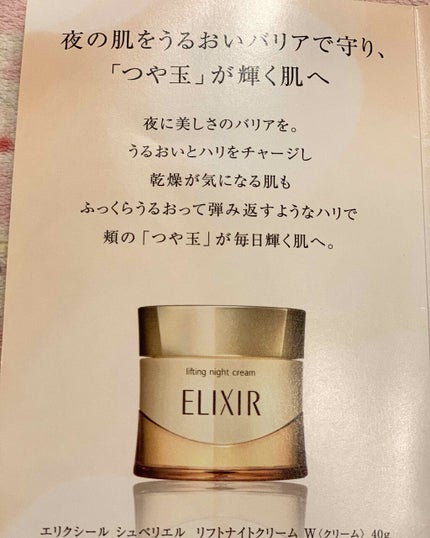 夜の肌をうるおいバリアで守り、
「つや玉」が輝く肌へ
夜に美しさのバリアを。
うるおいとハリをチャージし
乾燥が気になる肌も
ふっくらうるおって弾み返すようなハリで
頬の「つや玉」が毎日輝く肌へ。
lifting night cream
ELIXIR
エリクシール シュペリエル リフトナイトクリーム W〈クリーム〉 40g